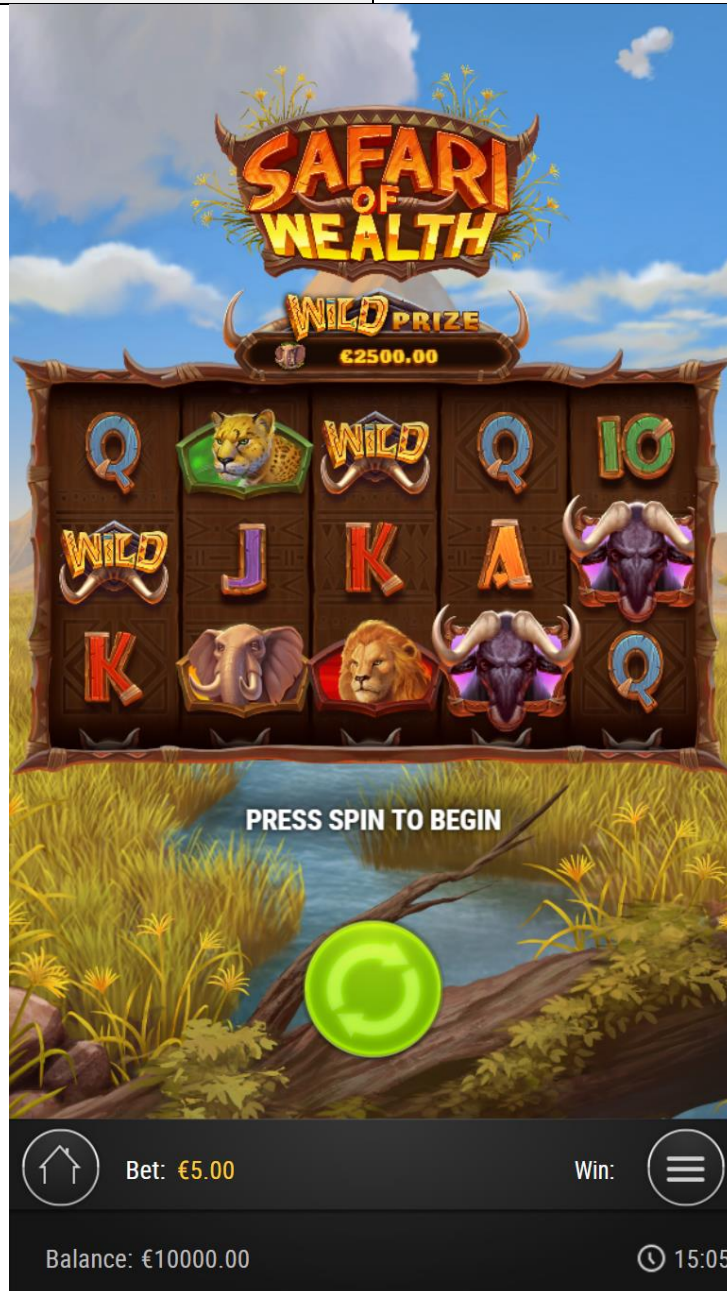 SAFARI
OF
WEALTH
WILD PRIZE
€2500.00
Q WILD Q 10
WILD J K A
K Q
PRESS SPIN TO BEGIN
Bet: €5.00 Win:
Balance: €10000.00 15:05